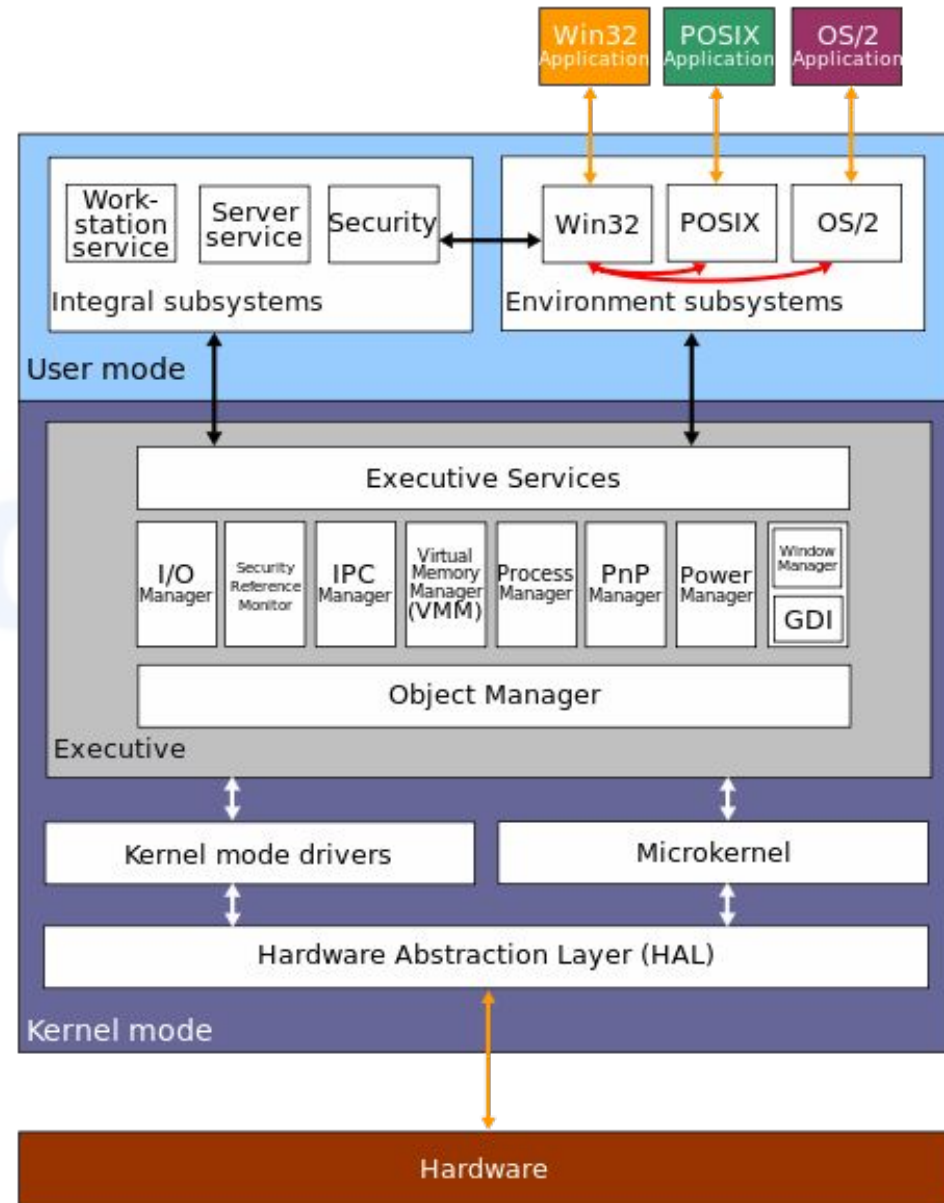 Win32
Application
POSIX
Application
OS/2
Application
Work-
station
service
Server
service
Security
Integral subsystems
Win32
POSIX
OS/2
Environment subsystems
User mode
Executive Services
I/O
Manager
Security
Reference
Monitor
IPC
Manager
Virtual
Memory
Manager
(VMM)
Process
Manager
PnP
Manager
Power
Manager
Window
Manager
GDI
Object Manager
Executive
Kernel mode drivers
Microkernel
Hardware Abstraction Layer (HAL)
Kernel mode
Hardware